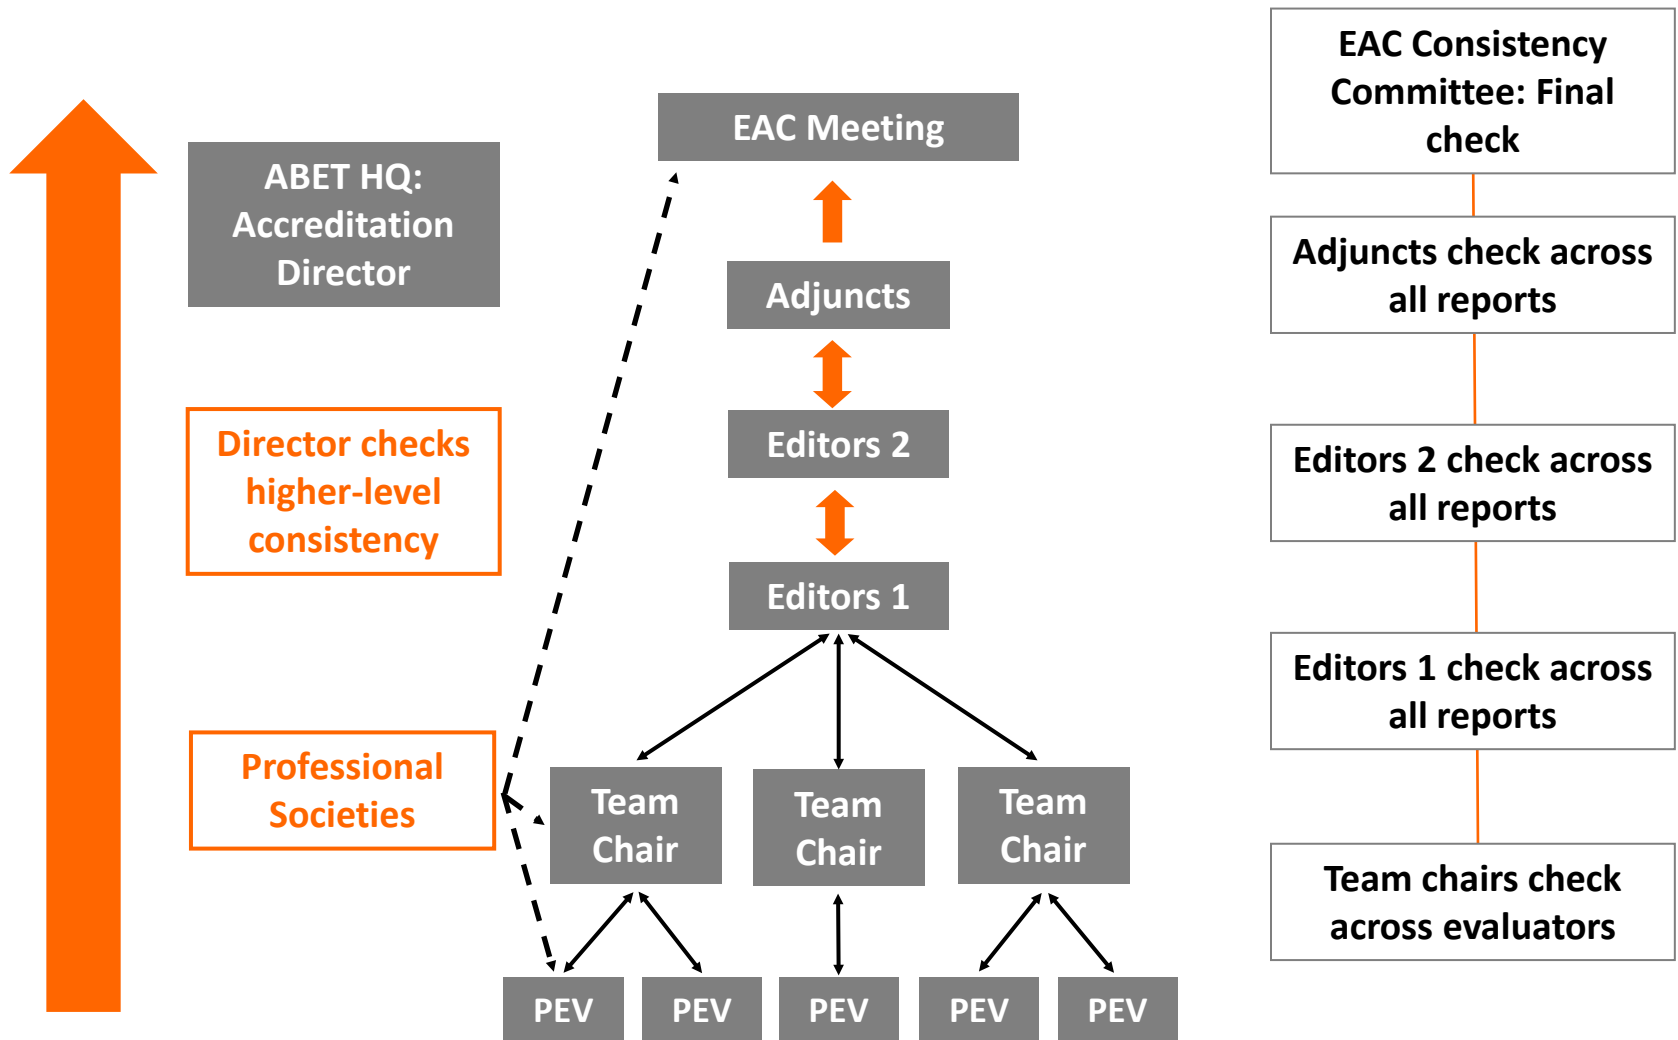 ABET HQ:
Accreditation
Director
Director checks
higher-level
consistency
Professional
Societies
EAC Meeting
Adjuncts
Editors 2
Editors 1
Team
Chair
Team
Chair
Team
Chair
PEV
PEV
PEV
PEV
PEV
EAC Consistency
Committee: Final
check
Adjuncts check across
all reports
Editors 2 check across
all reports
Editors 1 check across
all reports
Team chairs check
across evaluators